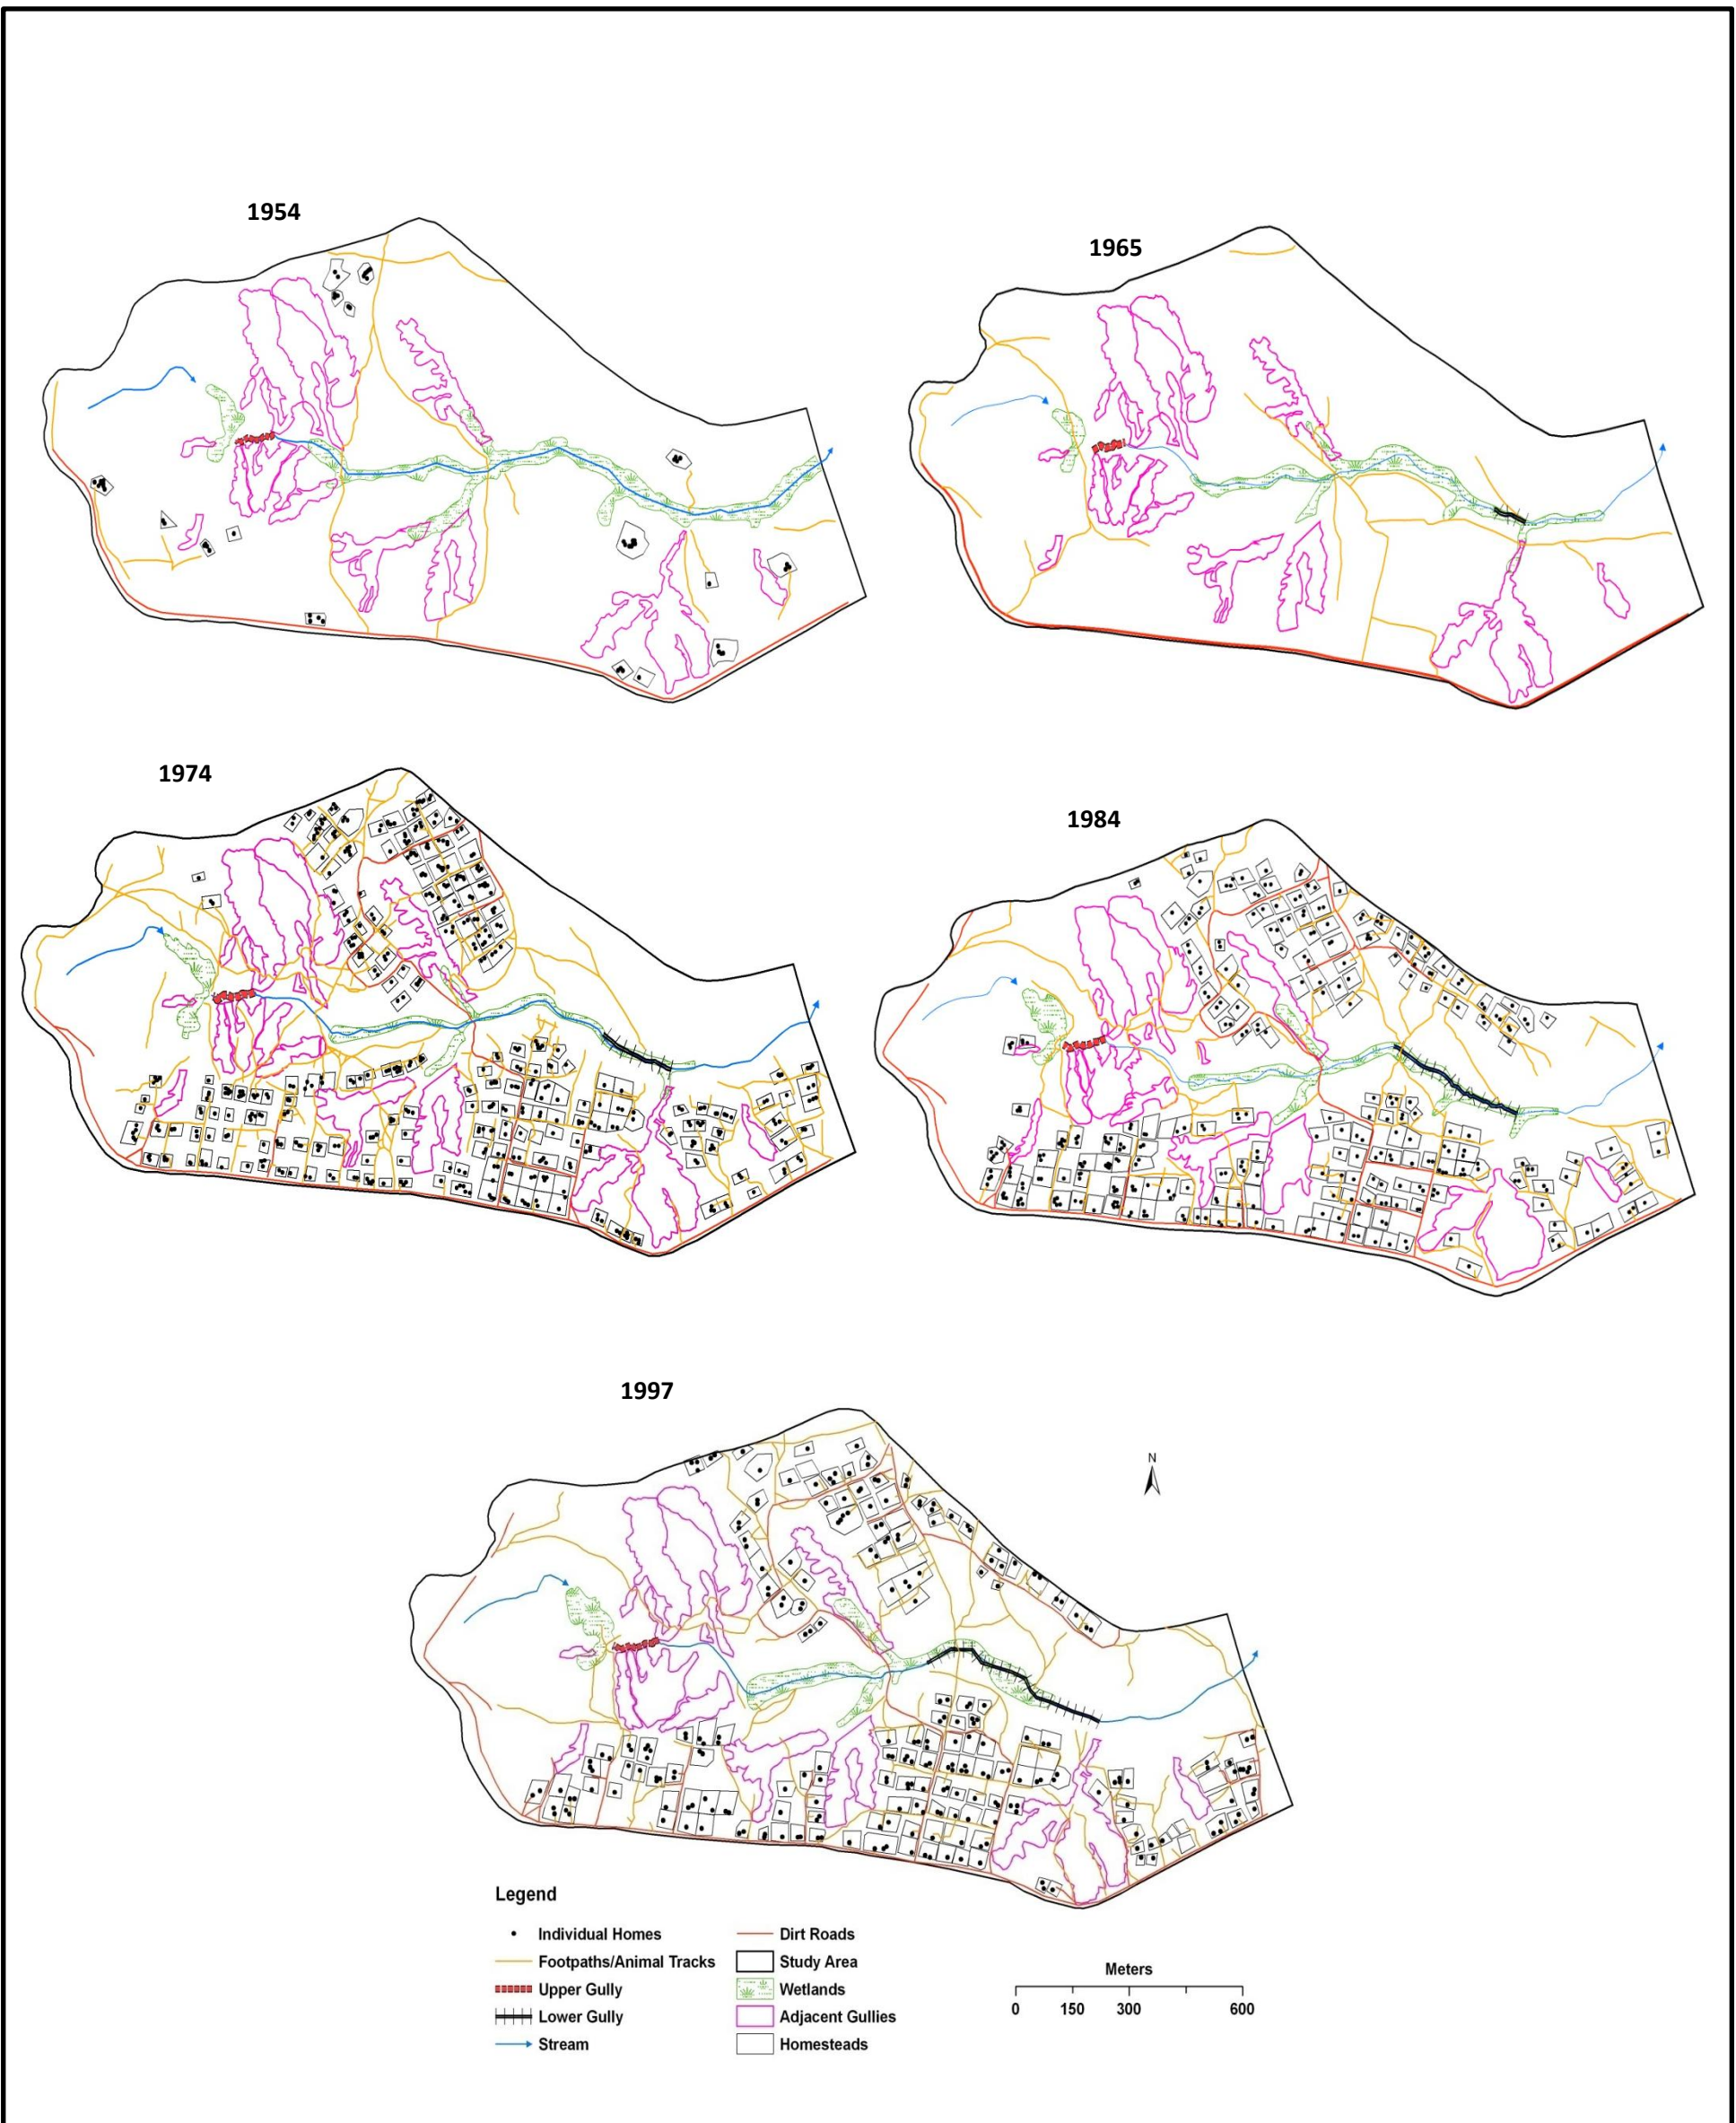 1954
1965
1974
1984
1997
N
Legend
Individual Homes
Footpaths/Animal Tracks
Upper Gully
Lower Gully
Stream
Dirt Roads
Study Area
Wetlands
Adjacent Gullies
Homesteads
Meters
0 150 300 600